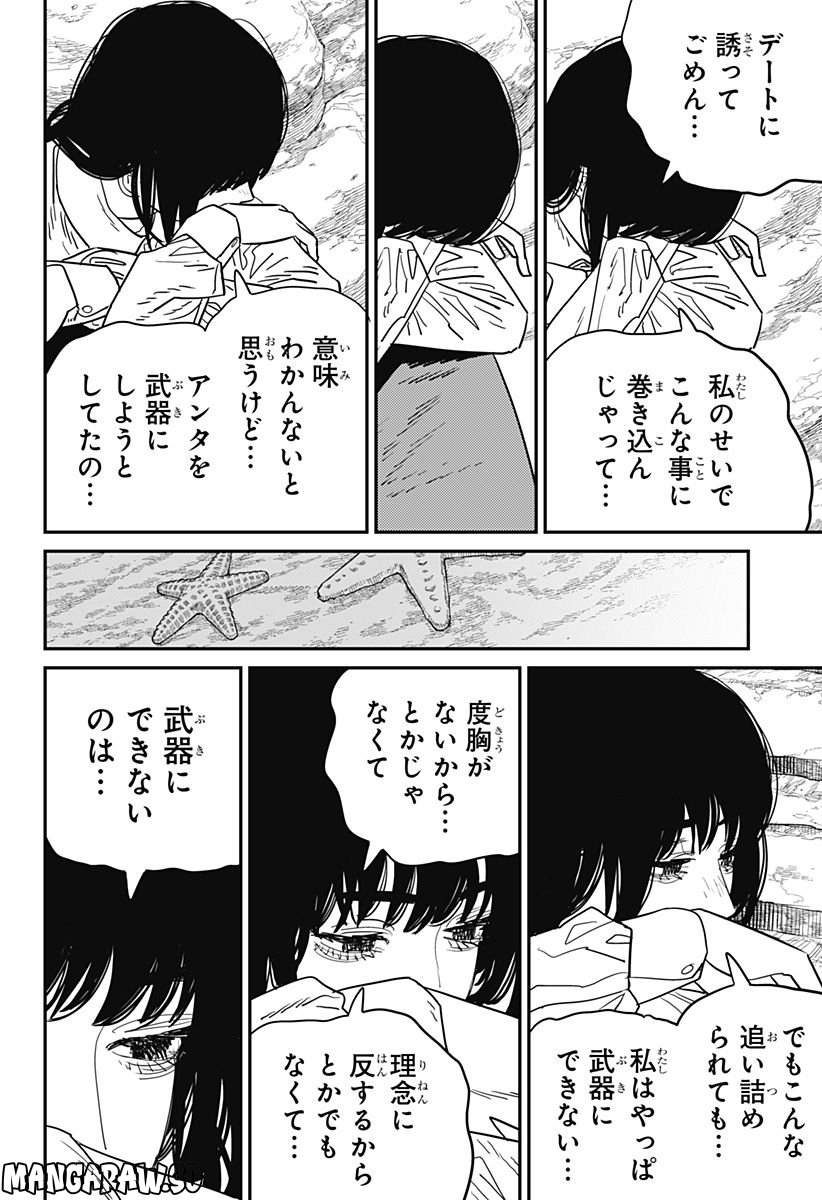 デートに
誘って
ごめん…
私のせいで
こんな事に
巻き込ん
じゃって…
意味
わかんないと
思うけど…
アンタを
武器に
しようと
してたの…
でもこんな
追い詰め
られても…
私はやっぱ
武器に
できない…
度胸が
ないから…
とかじゃ
なくて
理念に
反するから
とかでも
なくて…
武器に
できない
のは…